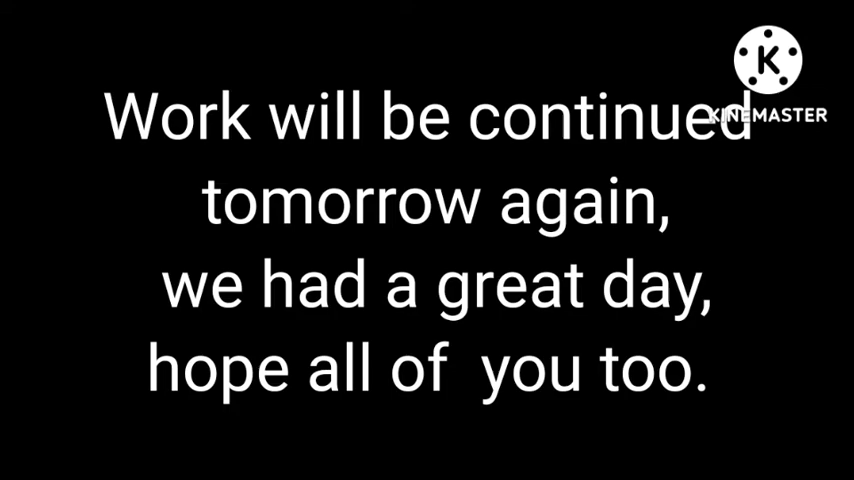 Work will be continued
tomorrow again,
we had a great day,
hope all of  you too.
KINEMASTER